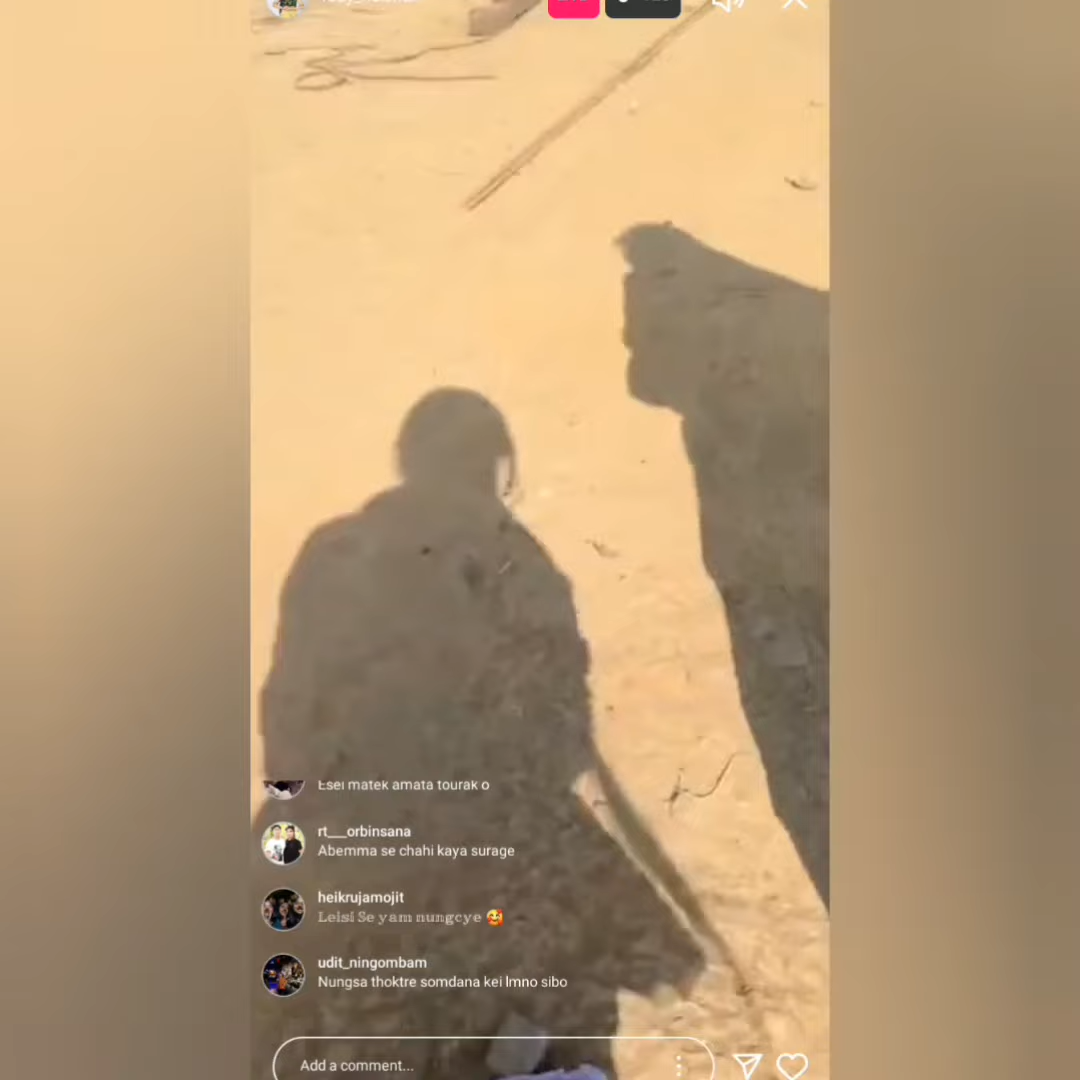 Esei matek amata tourak o
rt__orbinsana
Abemma se chahi kaya surage
heikrujamojit
Leisi Se yam nungcye 🥰
udit_ningombam
Nungsa thoktre somdana kei lmno sibo
Add a comment...